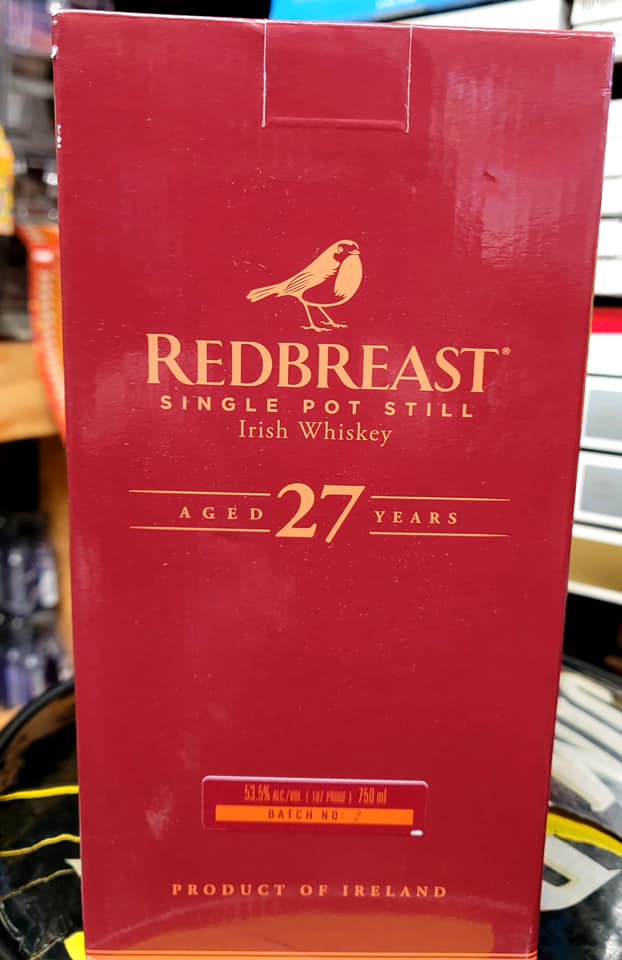 REDBREAST®
SINGLE POT STILL
Irish Whiskey
AGED 27 YEARS
53.5% ALC/VOL (107 PROOF) 750 ml
BATCH NO: 2
PRODUCT OF IRELAND